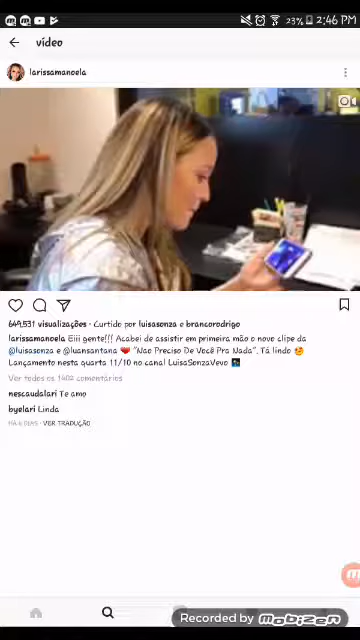 23% 2:46 PM
vídeo
larissamanoela
649,531 visualizações · Curtido por luisasonza e brancorodrigo
larissamanoela Eiii gente!!! Acabei de assistir em primeira mão o novo clipe da
@luisasonza e @luansantana ❤️ "Nao Preciso De Você Pra Nada". Tá lindo 😍
Lançamento nesta quarta 11/10 no canal LuisaSonzaVevo
Ver todos os 1402 comentários
nescaudalari Te amo
byelari Linda
HÁ 6 DIAS · VER TRADUÇÃO
Recorded by mobizen